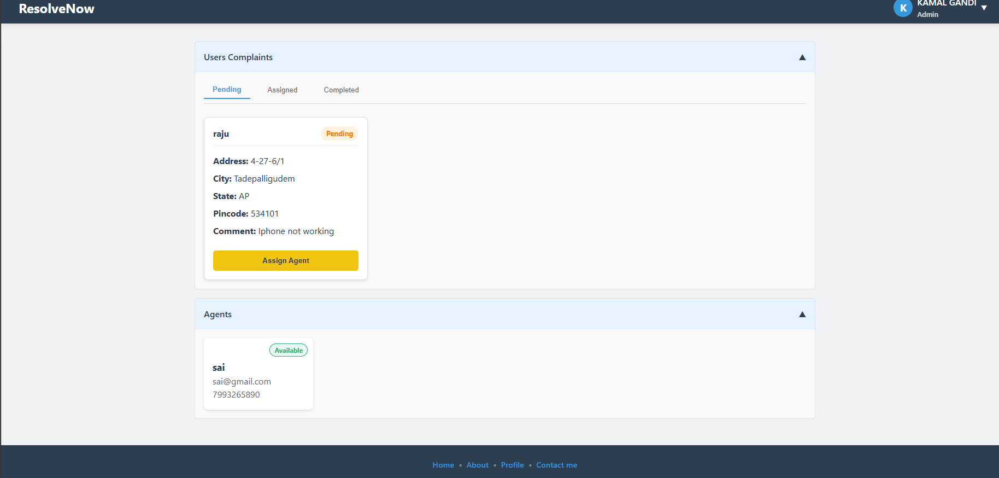 ResolveNow
K
KAMAL GANDI
Admin
▼
Users Complaints
▲
Pending
Assigned
Completed
raju
Pending
Address: 4-27-6/1
City: Tadepalligudem
State: AP
Pincode: 534101
Comment: Iphone not working
Assign Agent
Agents
▲
Available
sai
sai@gmail.com
7993265890
Home • About • Profile • Contact me